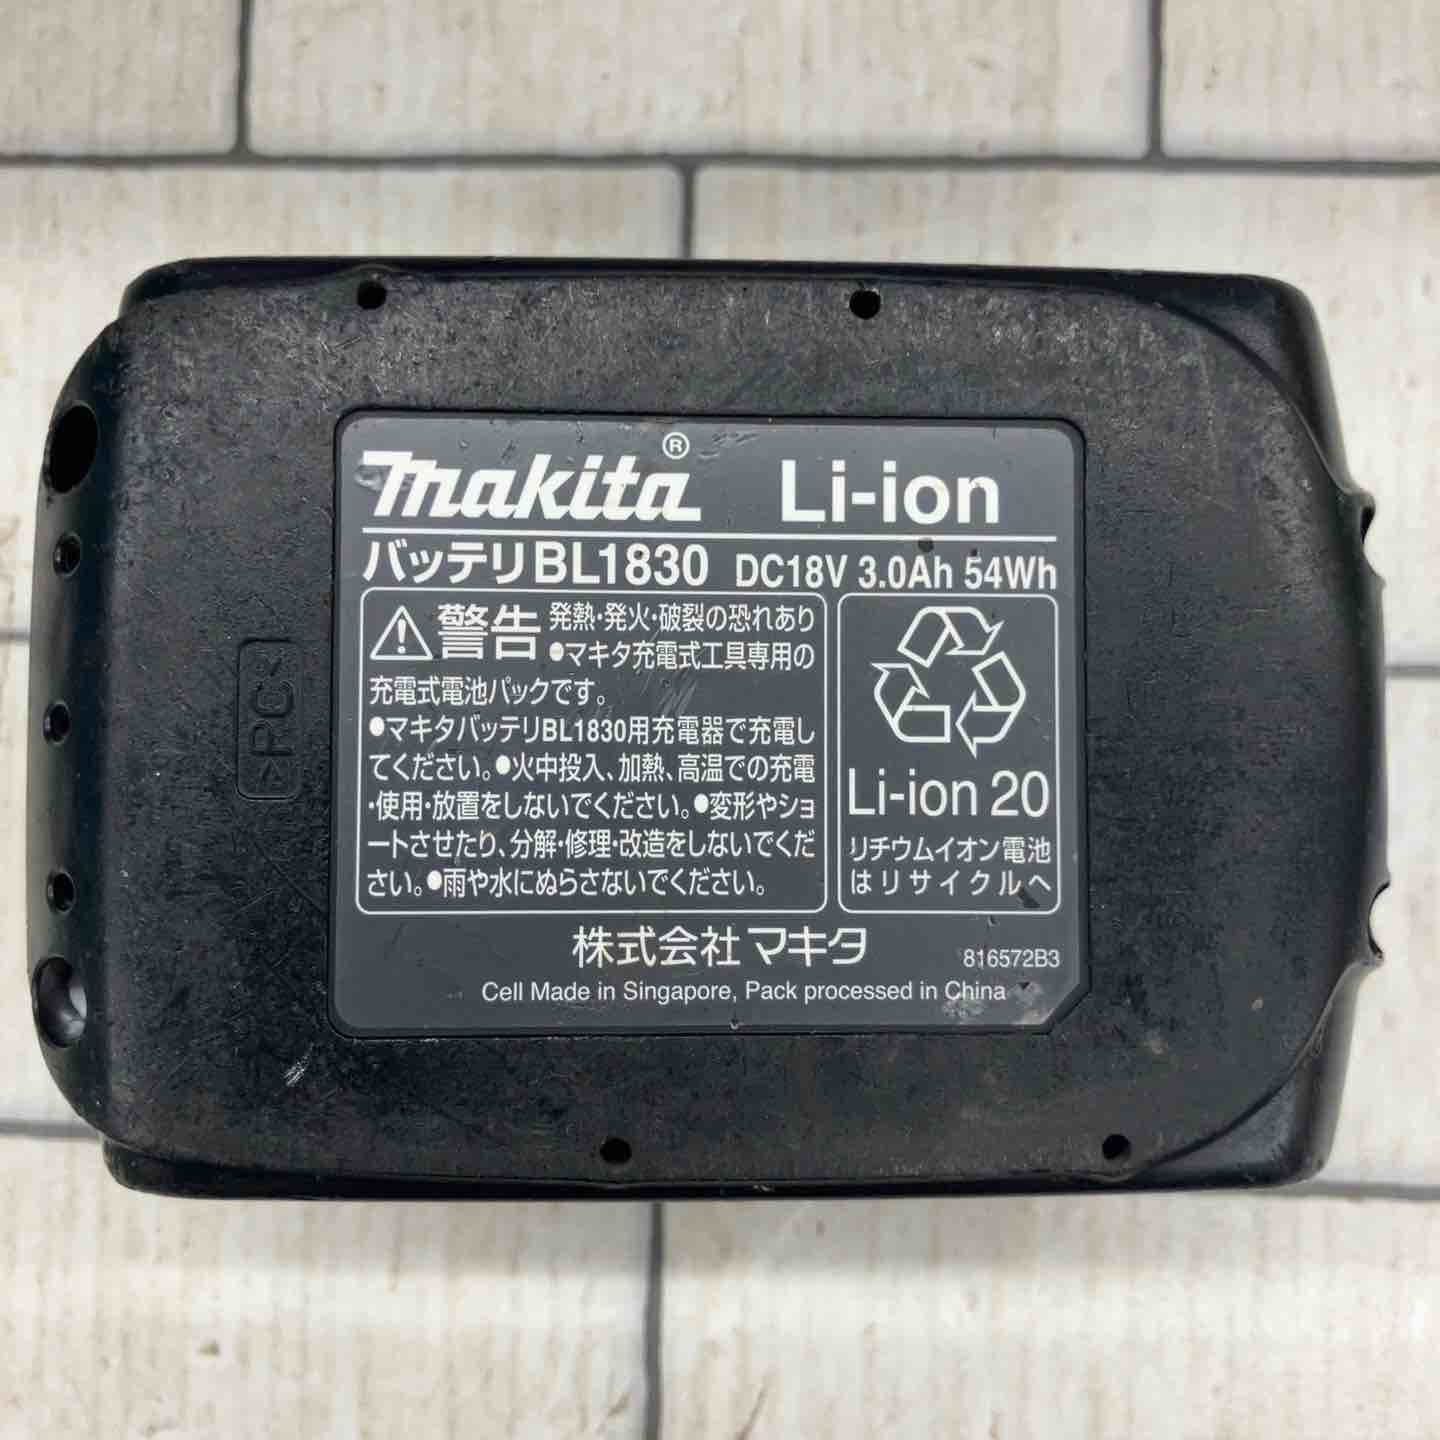 makita® Li-ion
バッテリBL1830 DC18V 3.0Ah 54Wh
警告 発熱・発火・破裂の恐れあり
●マキタ充電式工具専用の
充電式電池パックです。
●マキタバッテリBL1830用充電器で充電し
てください。●火中投入、加熱、高温での充電
・使用・放置をしないでください。●変形やショ
ートさせたり、分解・修理・改造をしないでくだ
さい。●雨や水にぬらさないでください。
Li-ion 20
リチウムイオン電池
はリサイクルへ
株式会社マキタ
816572B3
Cell Made in Singapore, Pack processed in China
>PC<